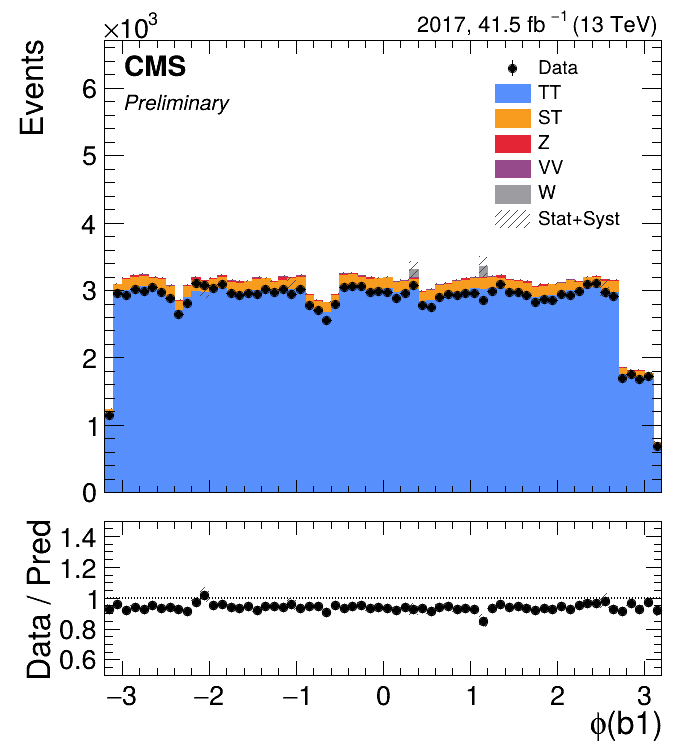 ×10³ 2017, 41.5 fb⁻¹ (13 TeV)
CMS
Preliminary
Events
Data
TT
ST
Z
VV
W
Stat+Syst
6
5
4
3
2
1
0
Data / Pred
1.4
1.2
1
0.8
0.6
−3 −2 −1 0 1 2 3
ϕ(b1)